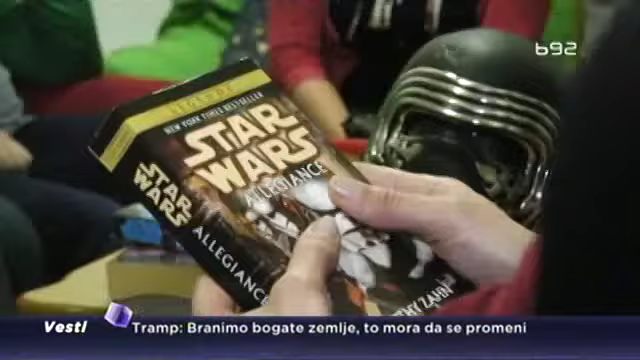 B92
LEGENDS
NEW YORK TIMES BESTSELLER
STAR
WARS
ALLEGIANCE
STAR
WARS
ALLEGIANCE
ZAHN
Vesti
Tramp: Branimo bogate zemlje, to mora da se promeni